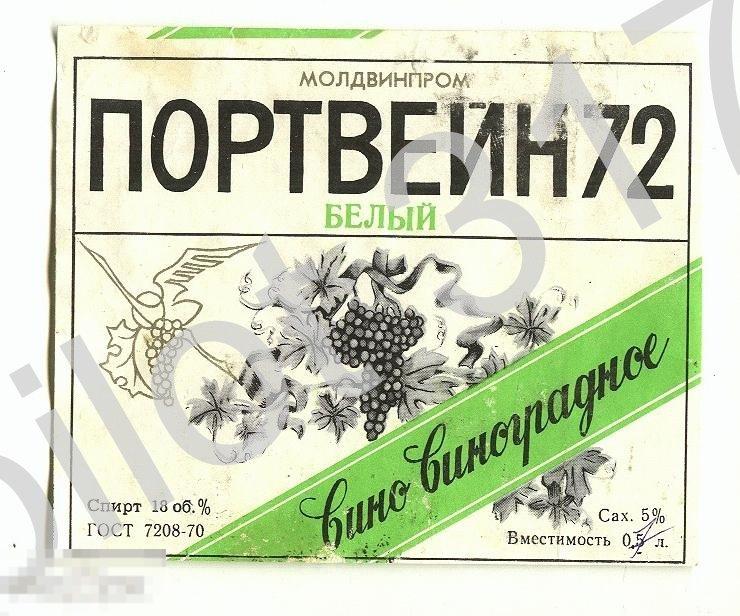 МОЛДВИНПРОМ
ПОРТВЕЙН 72
БЕЛЫЙ
Вино виноградное
Спирт 18 об.%
ГОСТ 7208-70
Сах. 5%
Вместимость 0,5 л.